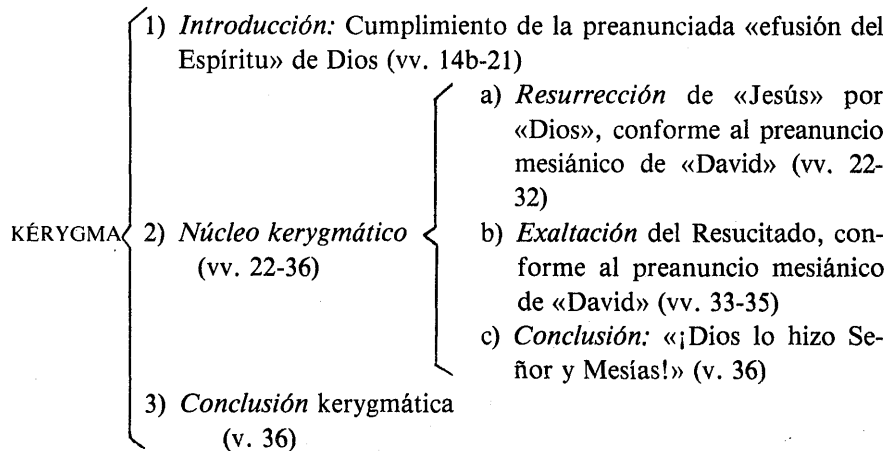 1) Introducción: Cumplimiento de la preanunciada «efusión del
Espíritu» de Dios (vv. 14b-21)
KÉRYGMA
2) Núcleo kerygmático
(vv. 22-36)
a) Resurrección de «Jesús» por
«Dios», conforme al preanuncio
mesiánico de «David» (vv. 22-
32)
b) Exaltación del Resucitado, con-
forme al preanuncio mesiánico
de «David» (vv. 33-35)
c) Conclusión: «¡Dios lo hizo Se-
ñor y Mesías!» (v. 36)
3) Conclusión kerygmática
(v. 36)